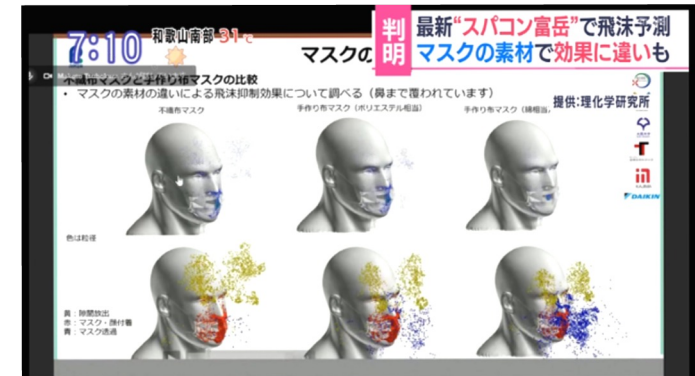 7:10
和歌山南部 31℃
判明
最新“スパコン富岳”で飛沫予測
マスクの素材で効果に違いも
マスクの
不織布マスクと手作り布マスクの比較
• マスクの素材の違いによる飛沫抑制効果について調べる（鼻まで覆われています）
提供:理化学研究所
不織布マスク
手作り布マスク（ポリエステル相当）
手作り布マスク（綿相当）
DAIKIN
色は粒径
黄：隙間放出
赤：マスク・顔付着
青：マスク透過